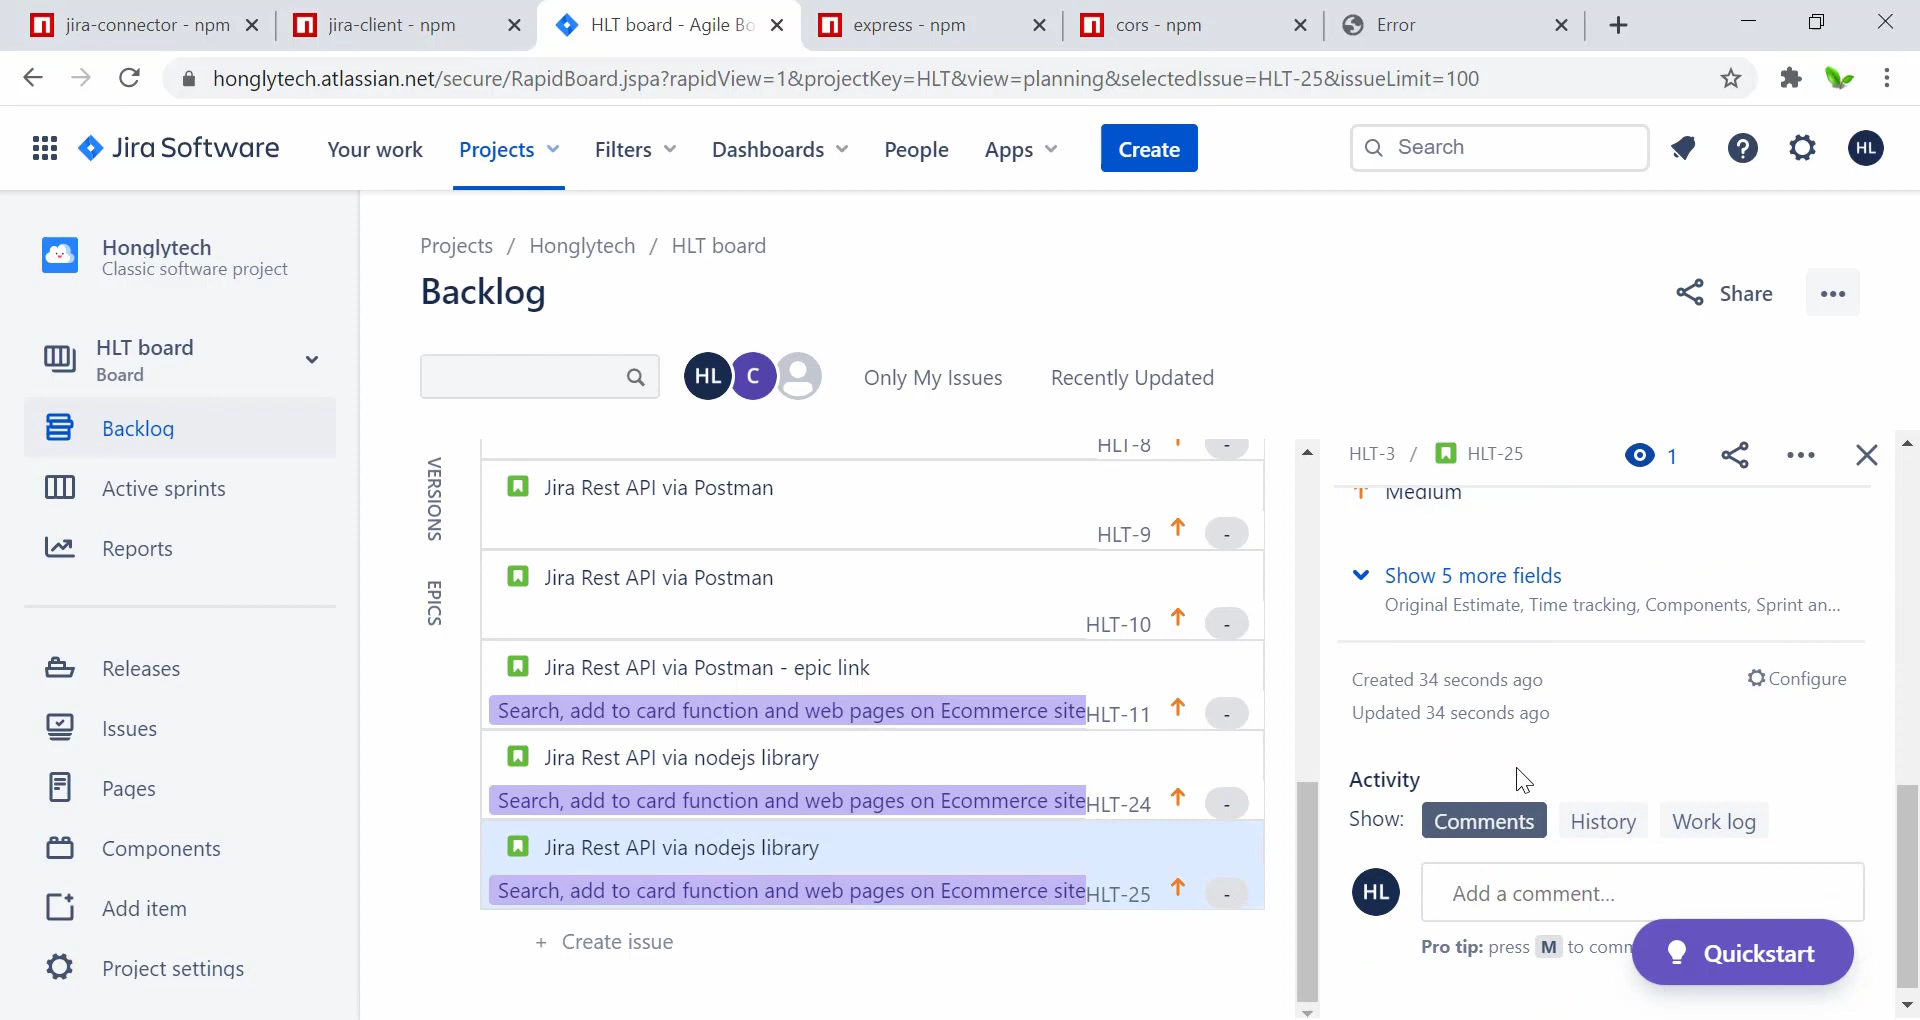 jira-connector - npm
jira-client - npm
HLT board - Agile Bo
express - npm
cors - npm
Error
honglytech.atlassian.net/secure/RapidBoard.jspa?rapidView=1&projectKey=HLT&view=planning&selectedIssue=HLT-25&issueLimit=100
Jira Software
Your work
Projects
Filters
Dashboards
People
Apps
Create
Search
HL
Honglytech
Classic software project
HLT board
Board
Backlog
Active sprints
Reports
Releases
Issues
Pages
Components
Add item
Project settings
Projects / Honglytech / HLT board
Backlog
Share
HL
C
Only My Issues
Recently Updated
VERSIONS
EPICS
HLT-8 -
Jira Rest API via Postman
HLT-9 -
Jira Rest API via Postman
HLT-10 -
Jira Rest API via Postman - epic link
Search, add to card function and web pages on Ecommerce site HLT-11 -
Jira Rest API via nodejs library
Search, add to card function and web pages on Ecommerce site HLT-24 -
Jira Rest API via nodejs library
Search, add to card function and web pages on Ecommerce site HLT-25 -
+ Create issue
HLT-3 / HLT-25
1
Medium
Show 5 more fields
Original Estimate, Time tracking, Components, Sprint an...
Created 34 seconds ago
Configure
Updated 34 seconds ago
Activity
Show: Comments History Work log
HL
Add a comment...
Pro tip: press M to comm
Quickstart